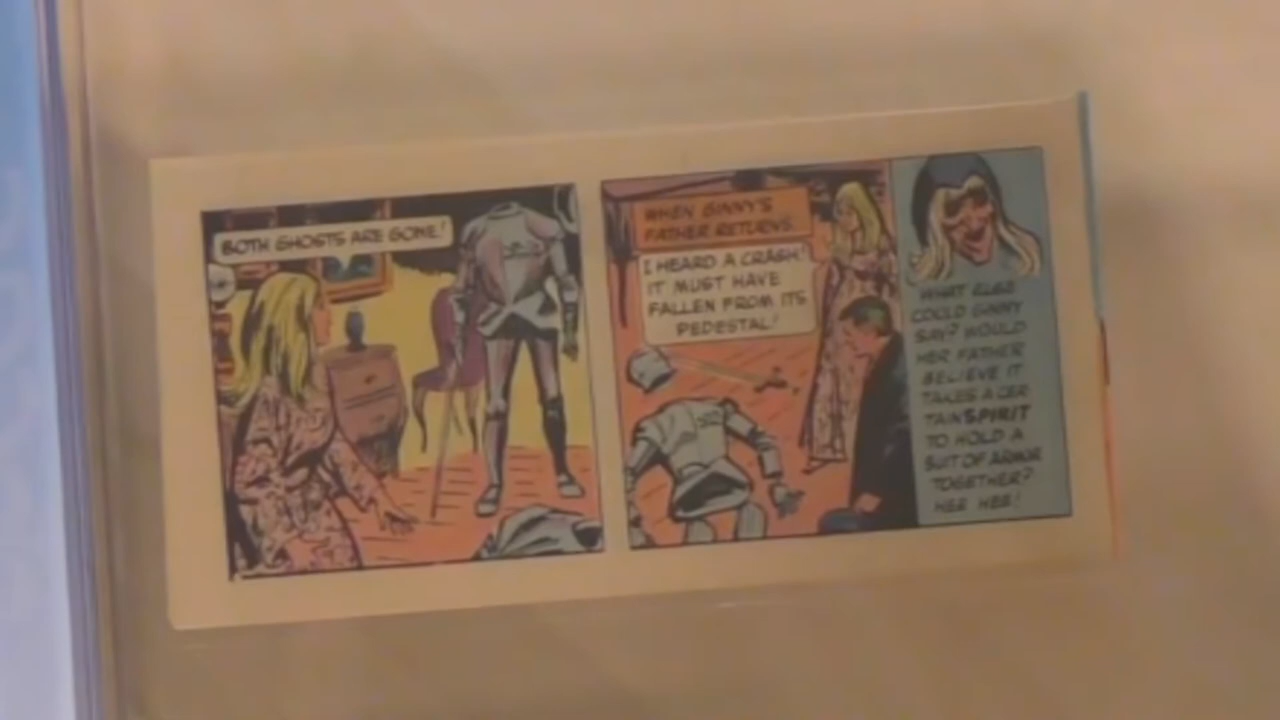 BOTH GHOSTS ARE GONE!
WHEN GINNY'S
FATHER RETURNS
I HEARD A CRASH!
IT MUST HAVE
FALLEN FROM ITS
PEDESTAL!
WHAT ELSE
COULD GINNY
SAY? WOULD
HER FATHER
BELIEVE IT
TAKES A CER-
TAIN SPIRIT
TO HOLD A
SUIT OF ARMOR
TOGETHER?
HEE HEE!